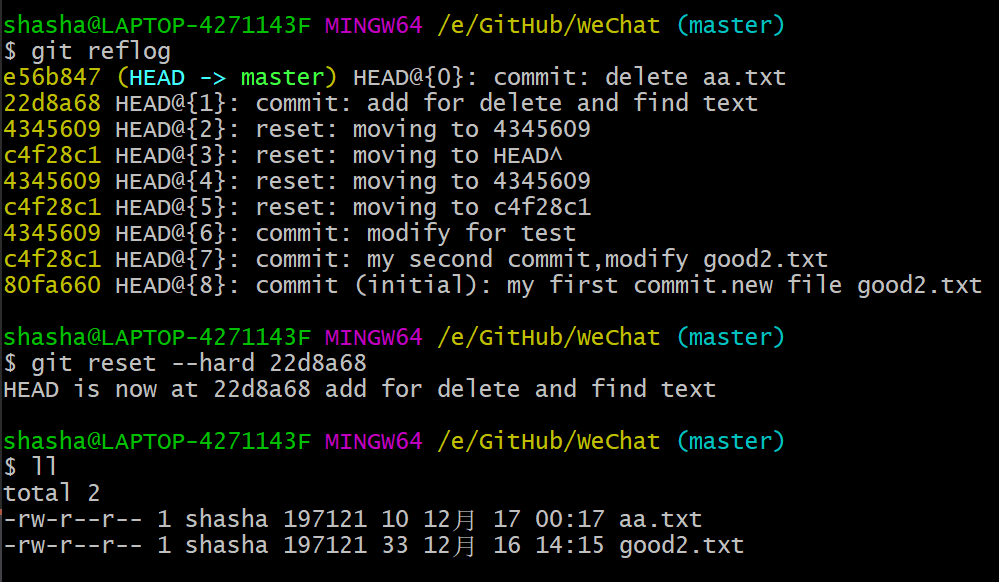 shasha@LAPTOP-4271143F MINGW64 /e/GitHub/WeChat (master)
$ git reflog
e56b847 (HEAD -> master) HEAD@{0}: commit: delete aa.txt
22d8a68 HEAD@{1}: commit: add for delete and find text
4345609 HEAD@{2}: reset: moving to 4345609
c4f28c1 HEAD@{3}: reset: moving to HEAD^
4345609 HEAD@{4}: reset: moving to 4345609
c4f28c1 HEAD@{5}: reset: moving to c4f28c1
4345609 HEAD@{6}: commit: modify for test
c4f28c1 HEAD@{7}: commit: my second commit,modify good2.txt
80fa660 HEAD@{8}: commit (initial): my first commit.new file good2.txt
shasha@LAPTOP-4271143F MINGW64 /e/GitHub/WeChat (master)
$ git reset --hard 22d8a68
HEAD is now at 22d8a68 add for delete and find text
shasha@LAPTOP-4271143F MINGW64 /e/GitHub/WeChat (master)
$ ll
total 2
-rw-r--r-- 1 shasha 197121 10 12月 17 00:17 aa.txt
-rw-r--r-- 1 shasha 197121 33 12月 16 14:15 good2.txt